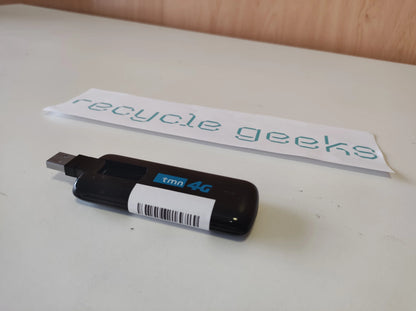 recycle geeks
tmn 4G